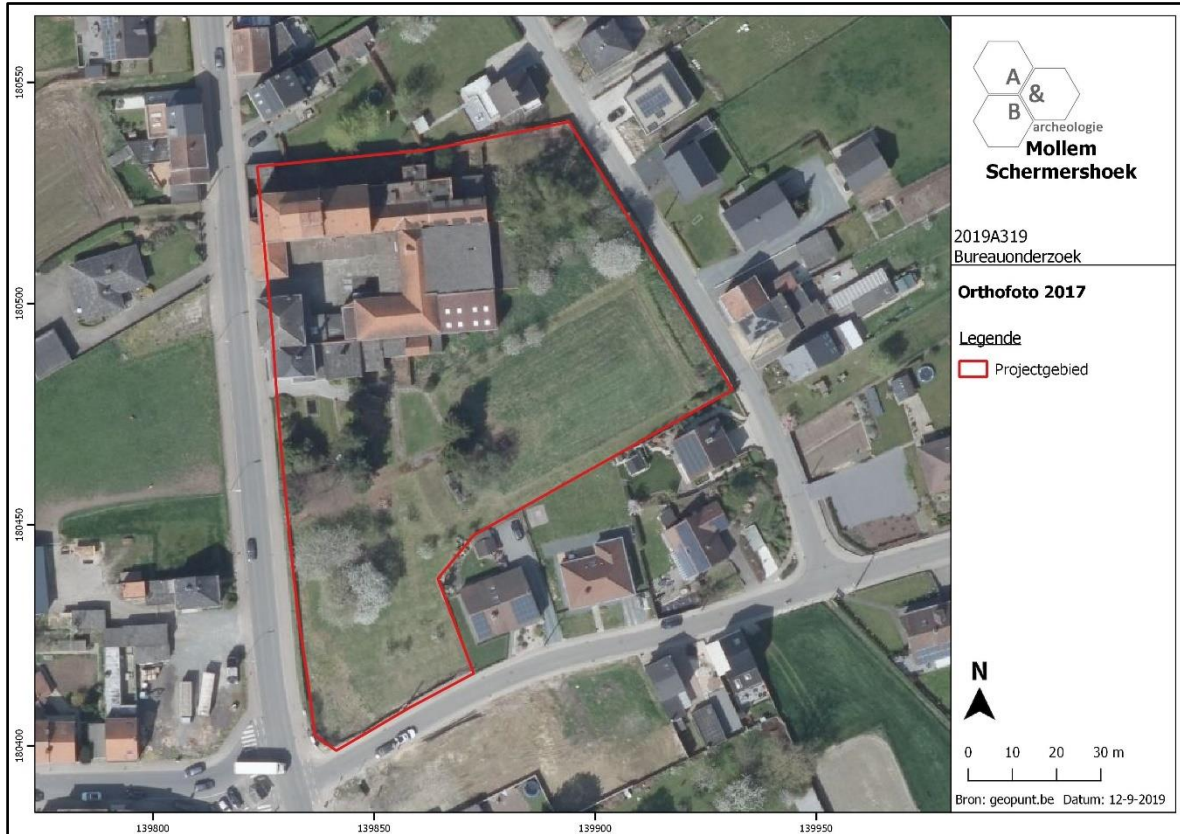 A
&
B
archeologie
Mollem
Schermershoek
2019A319
Bureauonderzoek
Orthofoto 2017
Legende
Projectgebied
N
0 10 20 30 m
Bron: geopunt.be Datum: 12-9-2019
180550
180500
180450
180400
139800 139850 139900 139950